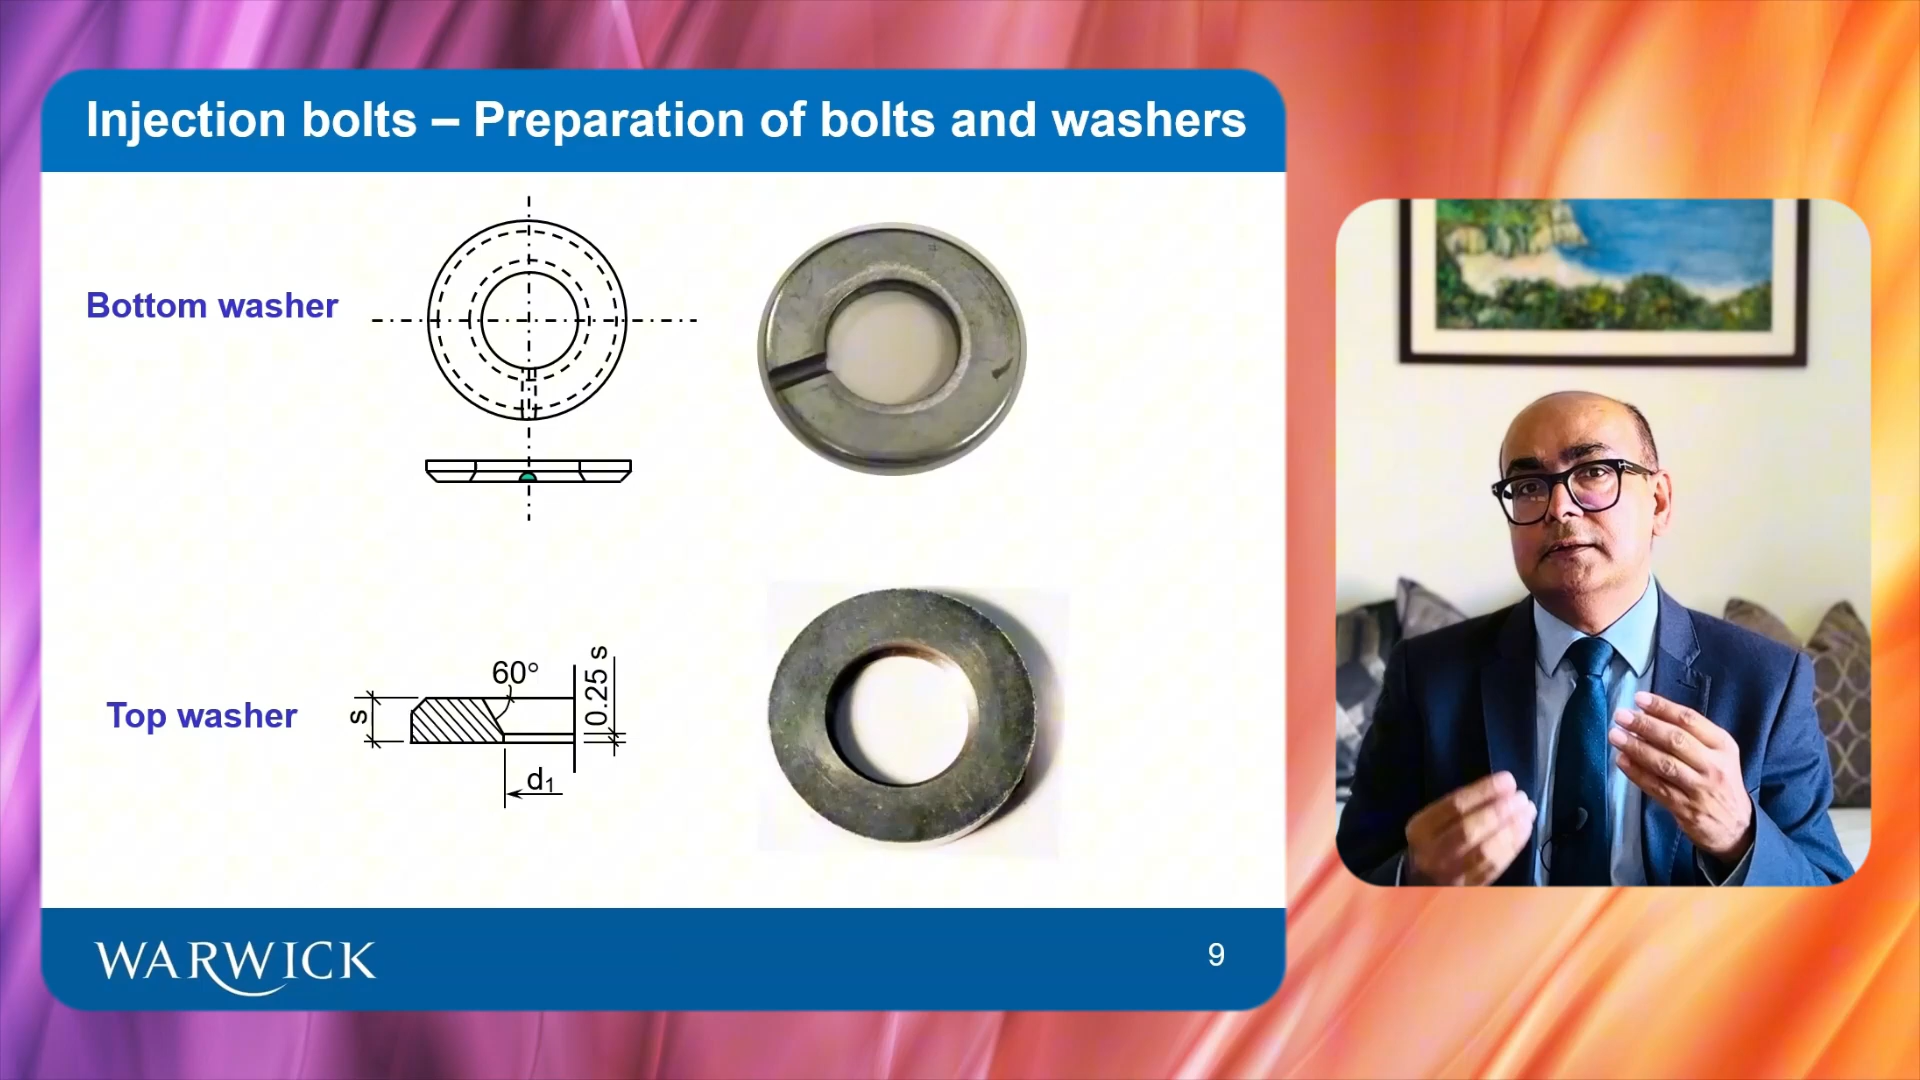 Injection bolts – Preparation of bolts and washers
Bottom washer
Top washer
60°
s
0.25 s
d₁
WARWICK
9